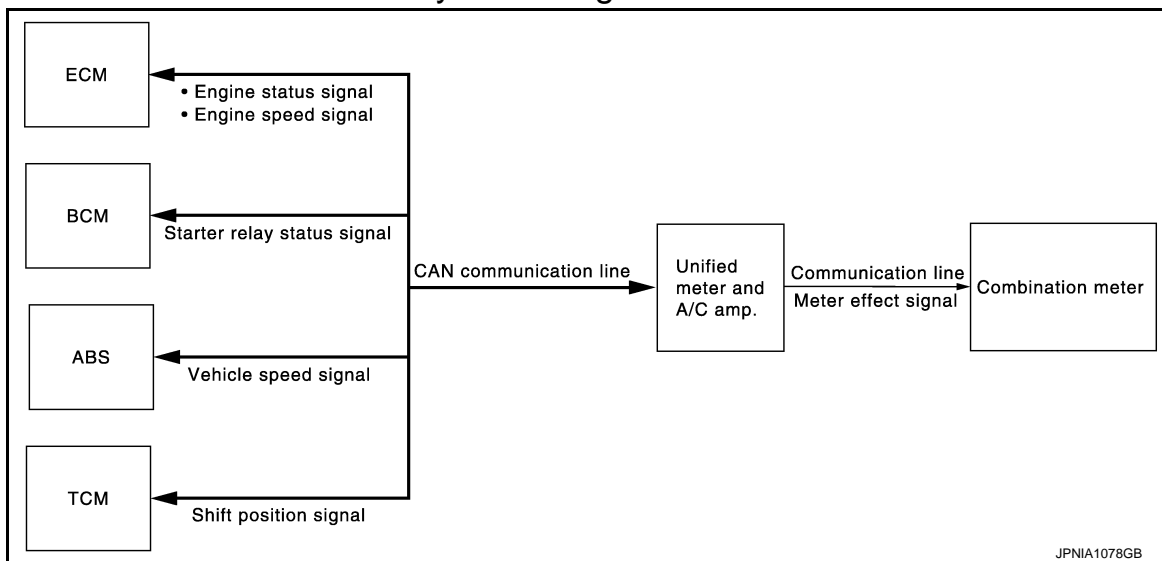 ECM
• Engine status signal
• Engine speed signal
BCM
Starter relay status signal
CAN communication line
Unified
meter and
A/C amp.
Communication line
Meter effect signal
Combination meter
ABS
Vehicle speed signal
TCM
Shift position signal
JPNIA1078GB